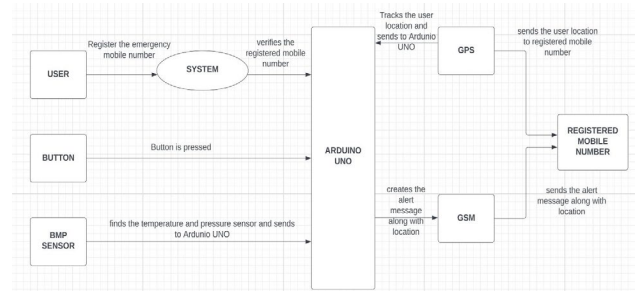 Register the emergency
mobile number
verifies the
registered mobile
number
USER
SYSTEM
Tracks the user
location and
sends to Ardunio
UNO
GPS
sends the user location
to registered mobile
number
BUTTON
Button is pressed
ARDUINO
UNO
REGISTERED
MOBILE
NUMBER
BMP
SENSOR
finds the temperature and pressure sensor and sends
to Ardunio UNO
creates the
alert
message
along with
location
GSM
sends the alert
message along with
location